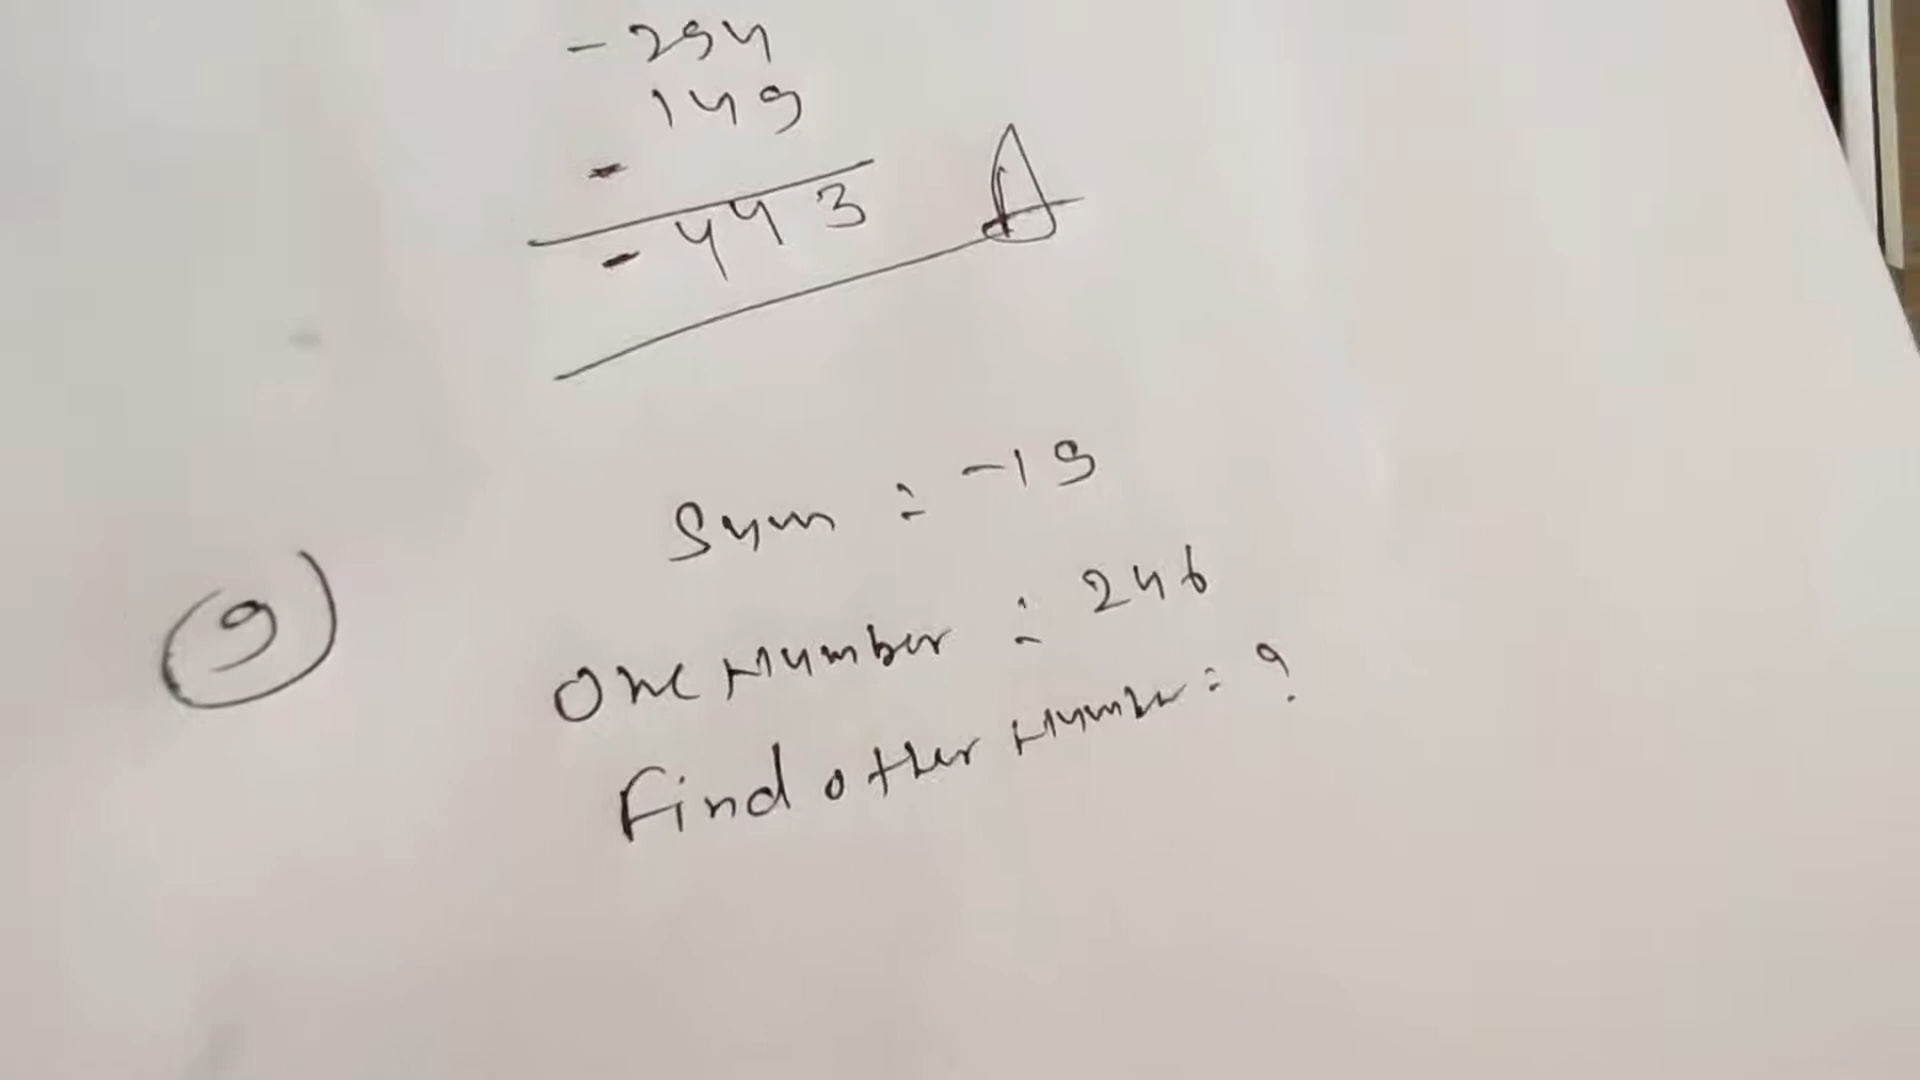 - 294
149
-
- 443 A
Sum = -19
(9)
One Number = 246
Find other Number = ?